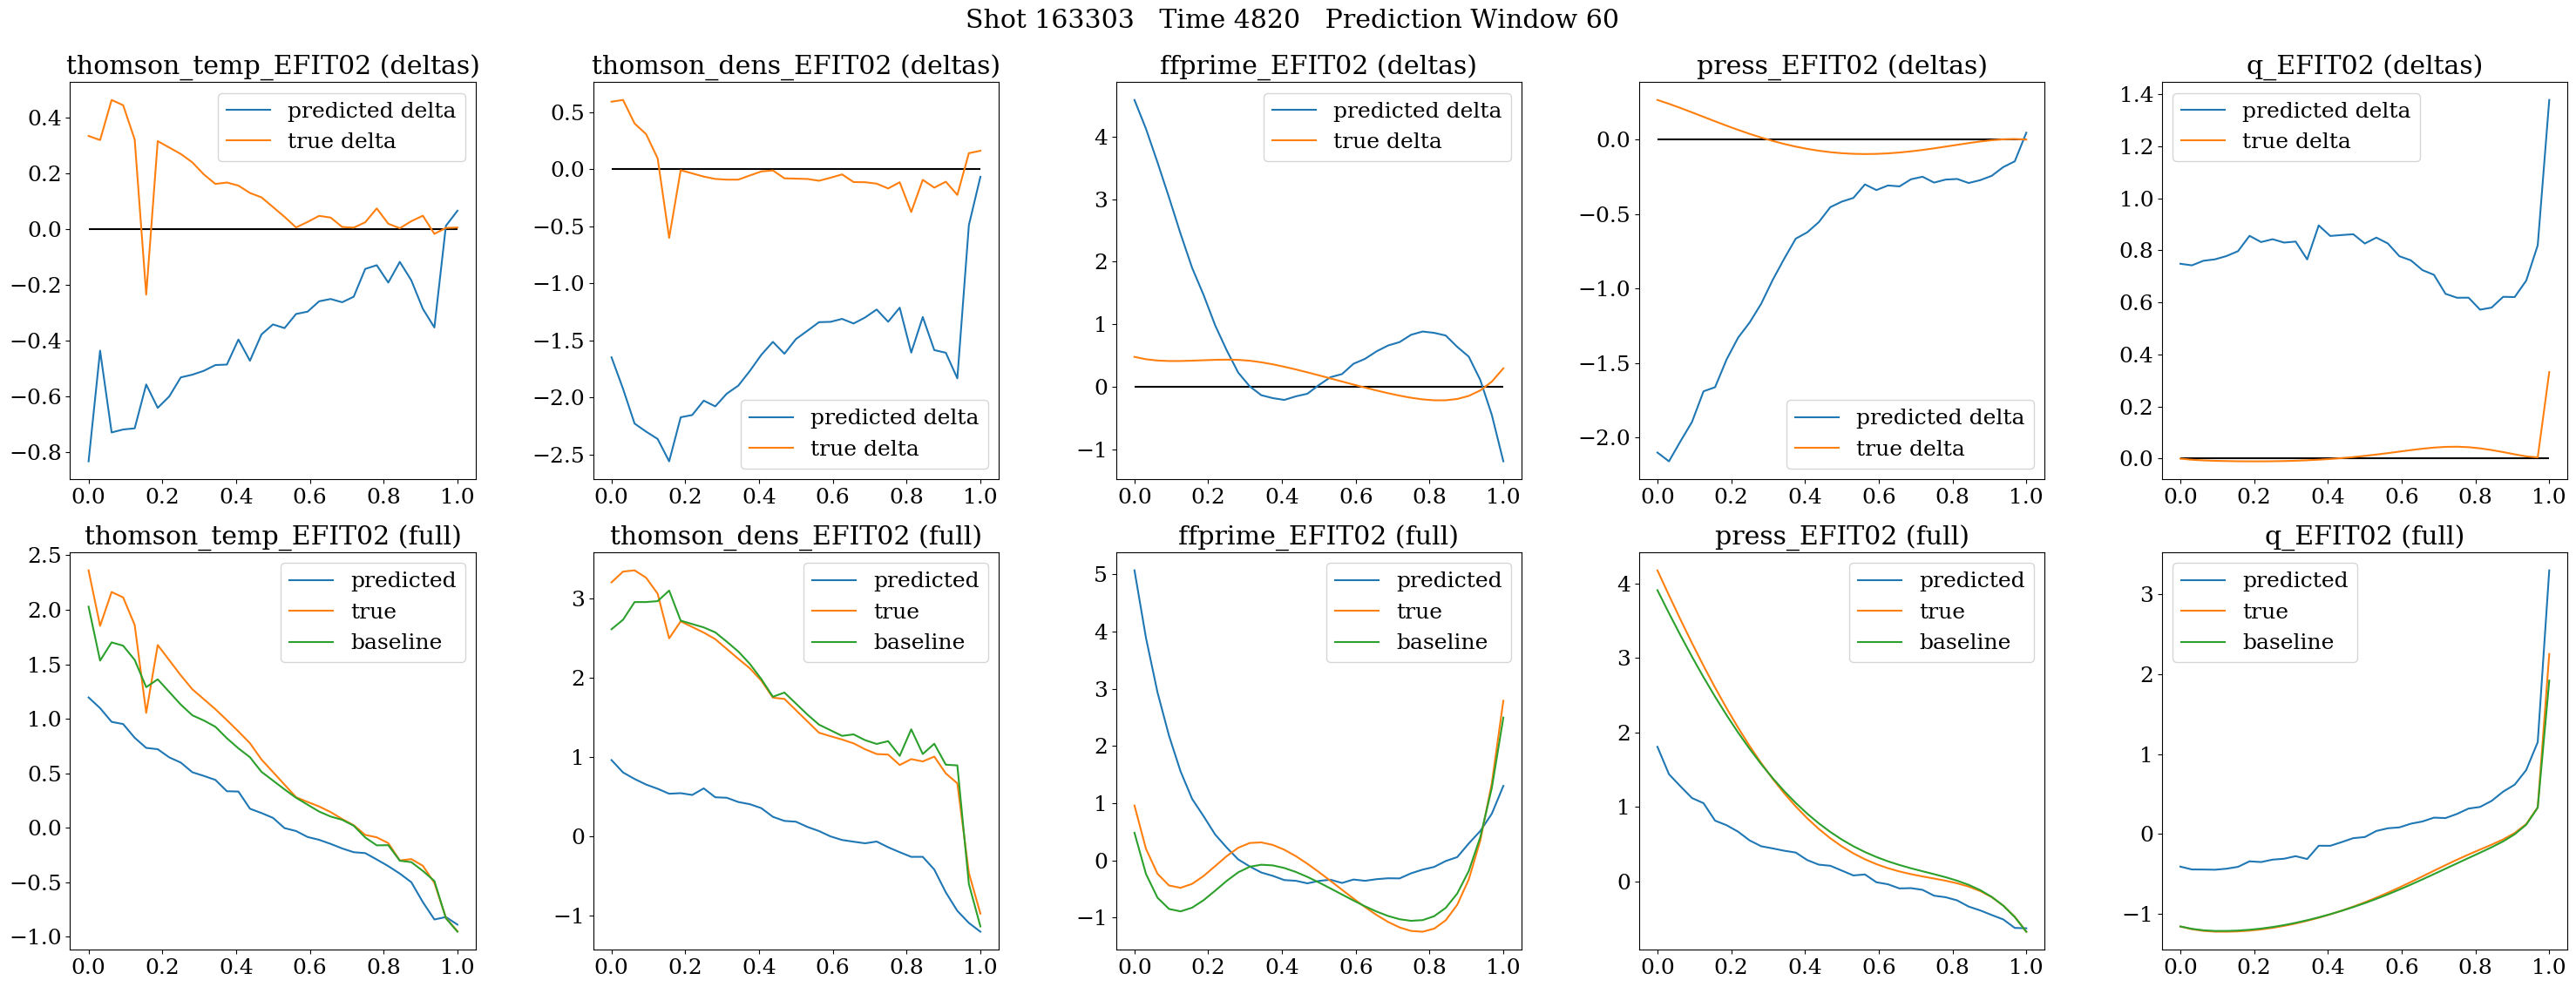 Shot 163303   Time 4820   Prediction Window 60
thomson_temp_EFIT02 (deltas)
predicted delta
true delta
0.4
0.2
0.0
−0.2
−0.4
−0.6
−0.8
0.0 0.2 0.4 0.6 0.8 1.0
thomson_dens_EFIT02 (deltas)
predicted delta
true delta
0.5
0.0
−0.5
−1.0
−1.5
−2.0
−2.5
0.0 0.2 0.4 0.6 0.8 1.0
ffprime_EFIT02 (deltas)
predicted delta
true delta
4
3
2
1
0
−1
0.0 0.2 0.4 0.6 0.8 1.0
press_EFIT02 (deltas)
predicted delta
true delta
0.0
−0.5
−1.0
−1.5
−2.0
0.0 0.2 0.4 0.6 0.8 1.0
q_EFIT02 (deltas)
predicted delta
true delta
1.4
1.2
1.0
0.8
0.6
0.4
0.2
0.0
0.0 0.2 0.4 0.6 0.8 1.0
thomson_temp_EFIT02 (full)
predicted
true
baseline
2.5
2.0
1.5
1.0
0.5
0.0
−0.5
−1.0
0.0 0.2 0.4 0.6 0.8 1.0
thomson_dens_EFIT02 (full)
predicted
true
baseline
3
2
1
0
−1
0.0 0.2 0.4 0.6 0.8 1.0
ffprime_EFIT02 (full)
predicted
true
baseline
5
4
3
2
1
0
−1
0.0 0.2 0.4 0.6 0.8 1.0
press_EFIT02 (full)
predicted
true
baseline
4
3
2
1
0
0.0 0.2 0.4 0.6 0.8 1.0
q_EFIT02 (full)
predicted
true
baseline
3
2
1
0
−1
0.0 0.2 0.4 0.6 0.8 1.0